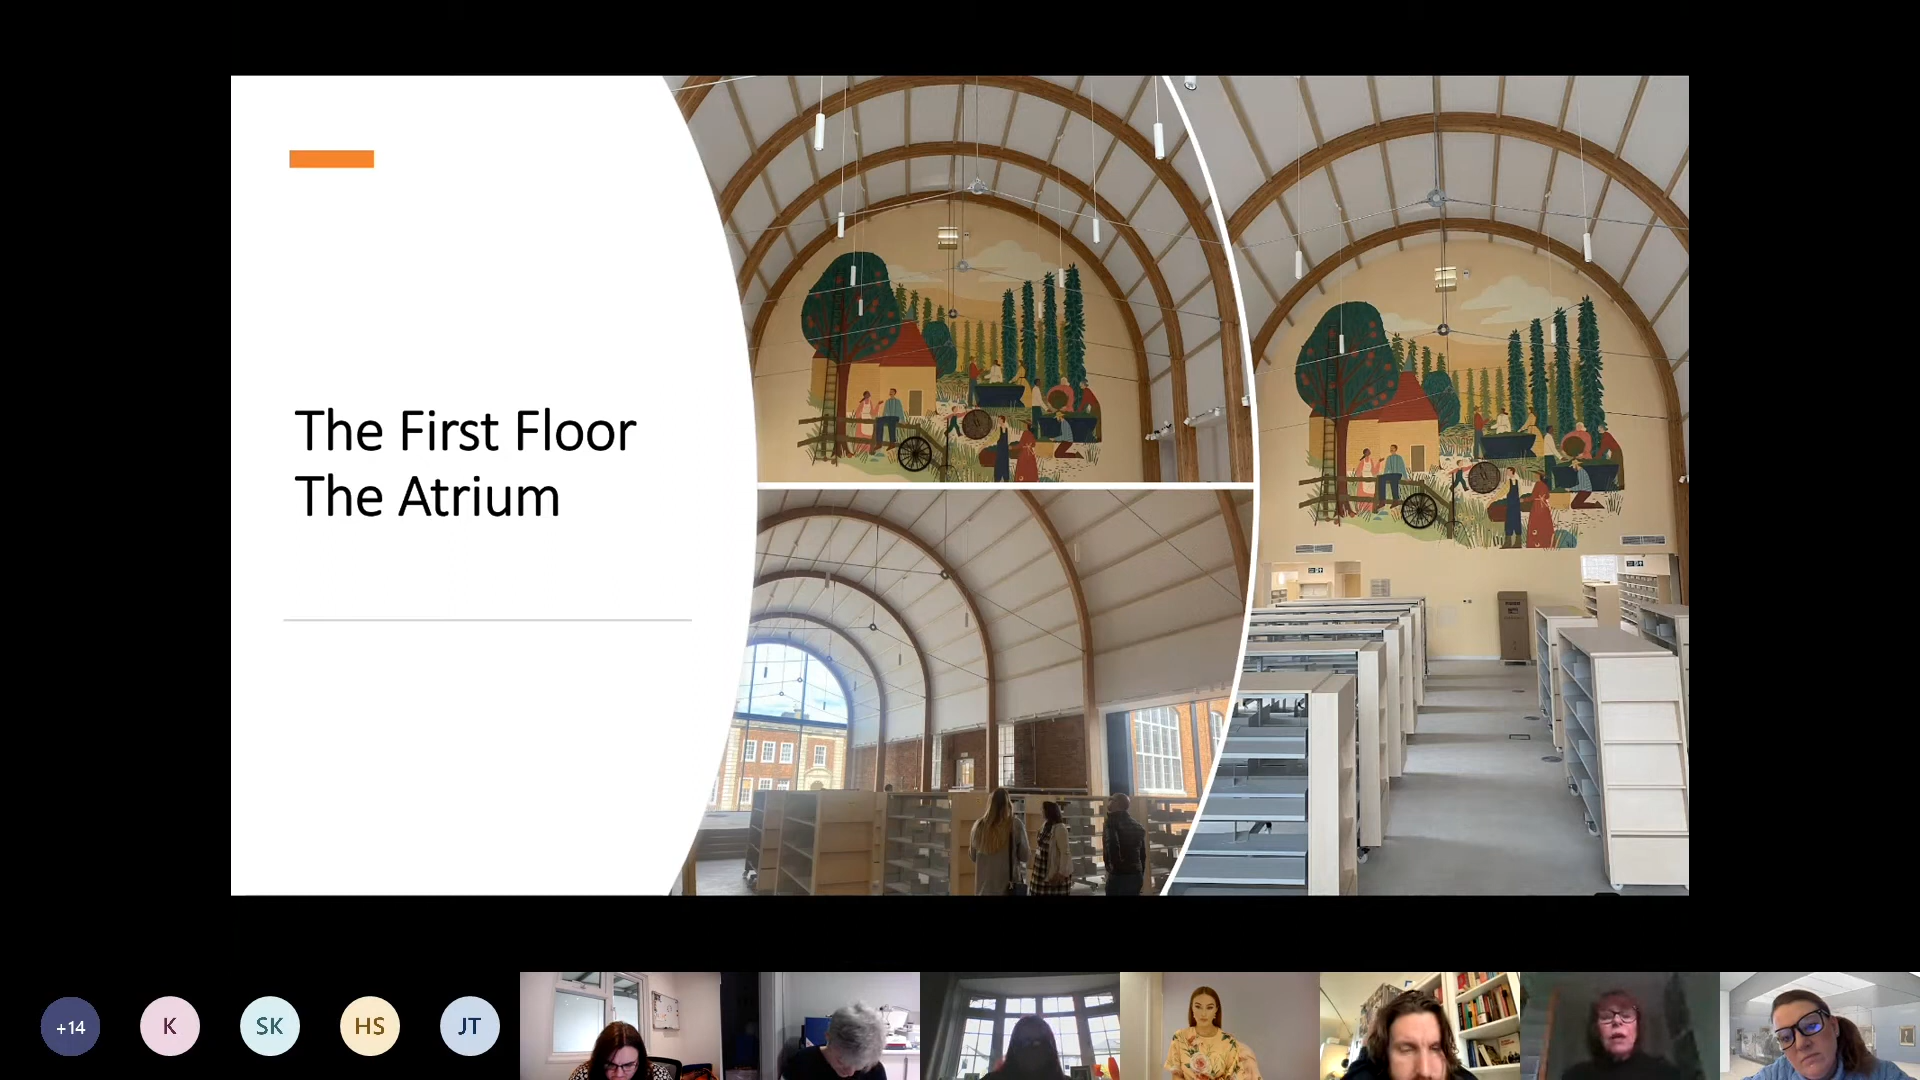 The First Floor
The Atrium
+14
K
SK
HS
JT